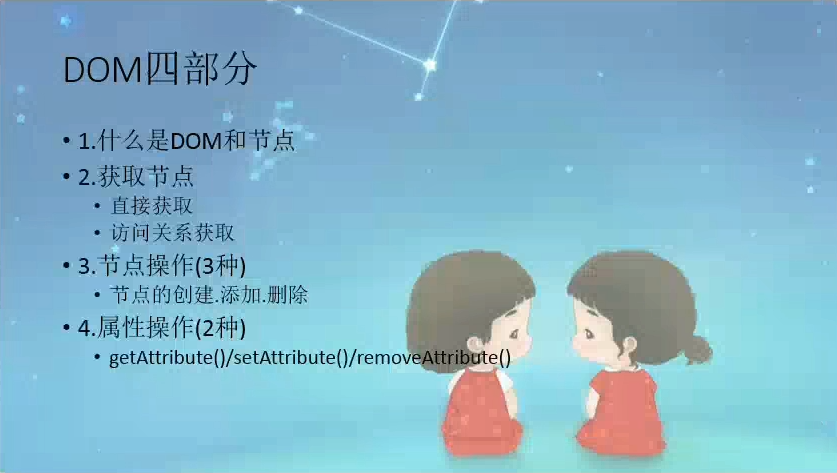 DOM四部分
• 1.什么是DOM和节点
• 2.获取节点
• 直接获取
• 访问关系获取
• 3.节点操作(3种)
• 节点的创建.添加.删除
• 4.属性操作(2种)
• getAttribute()/setAttribute()/removeAttribute()